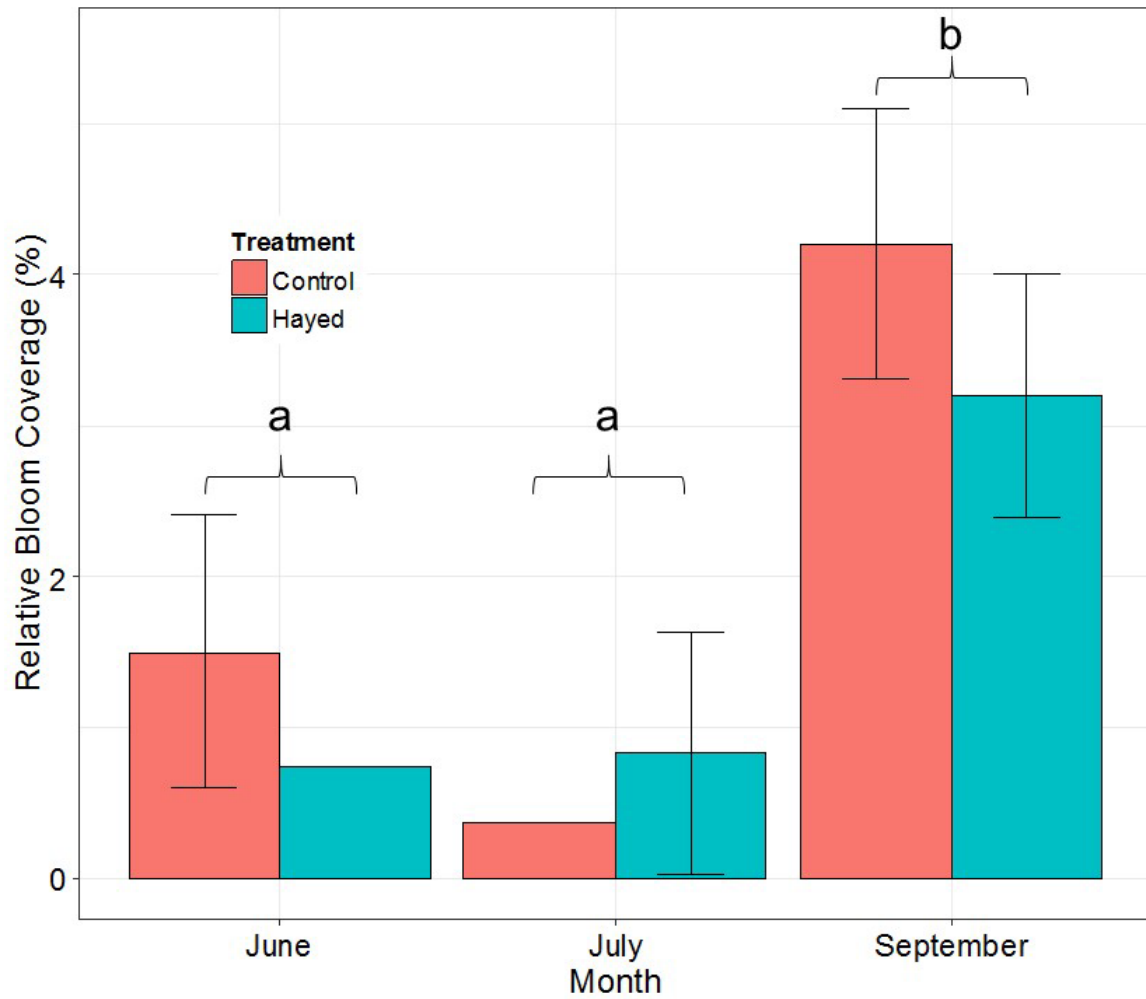 b
Treatment
Control
Hayed
a a
4
2
0
Relative Bloom Coverage (%)
June July September
Month